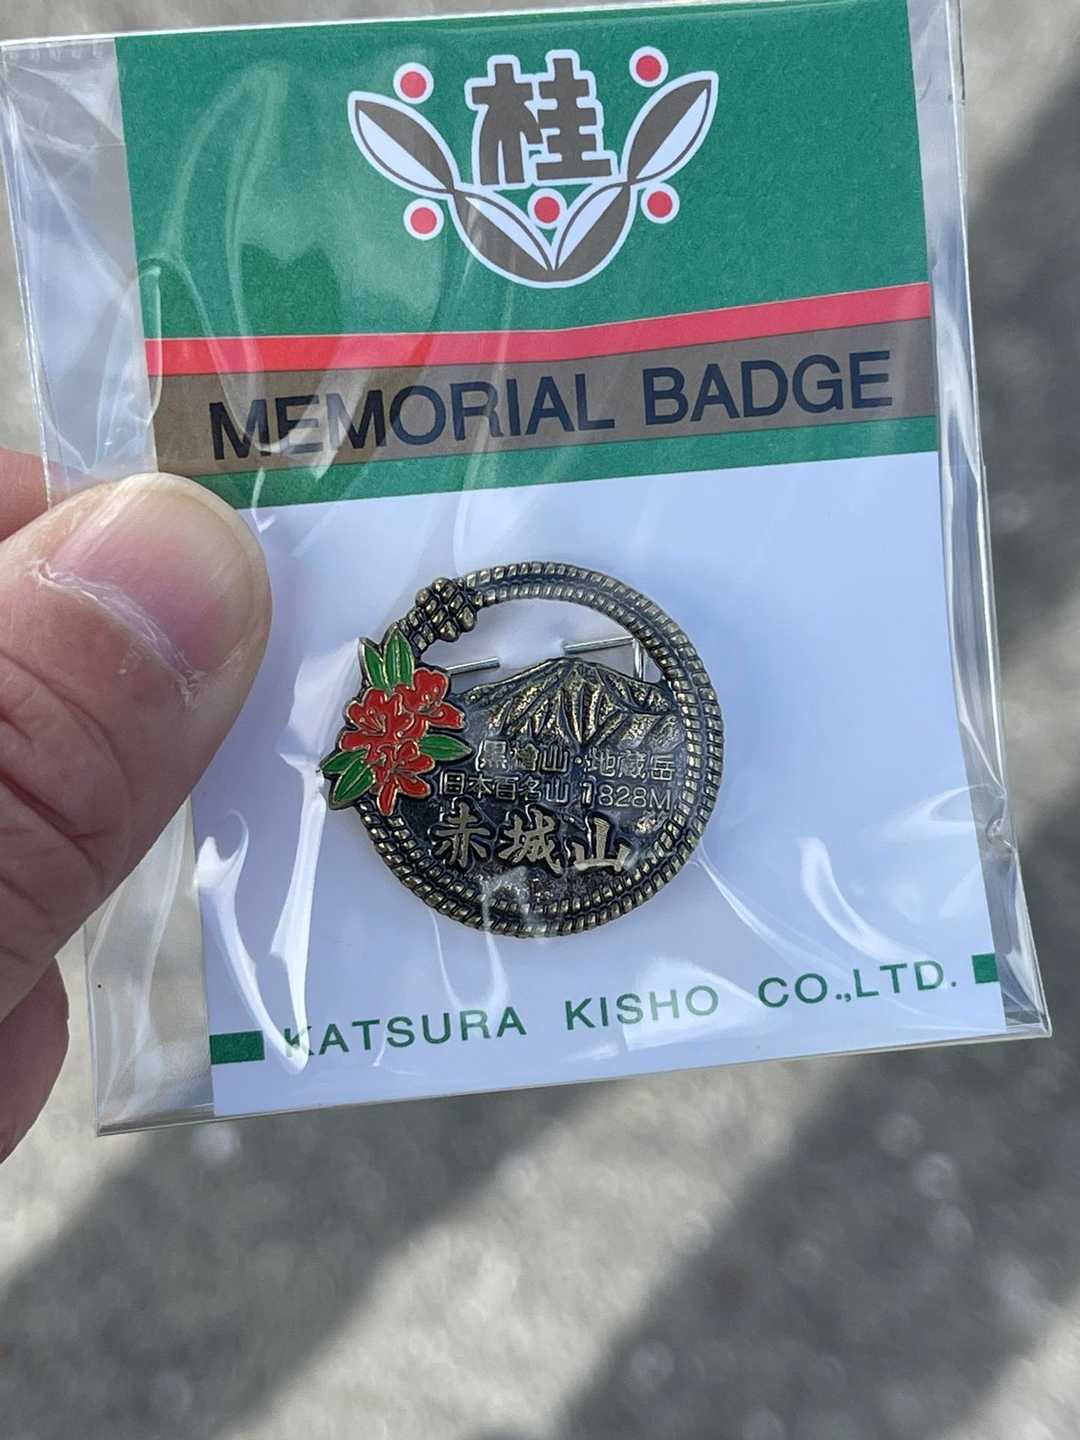 桂
MEMORIAL BADGE
黒檜山・地蔵岳
日本百名山 1828M
赤城山
KATSURA KISHO CO.,LTD.